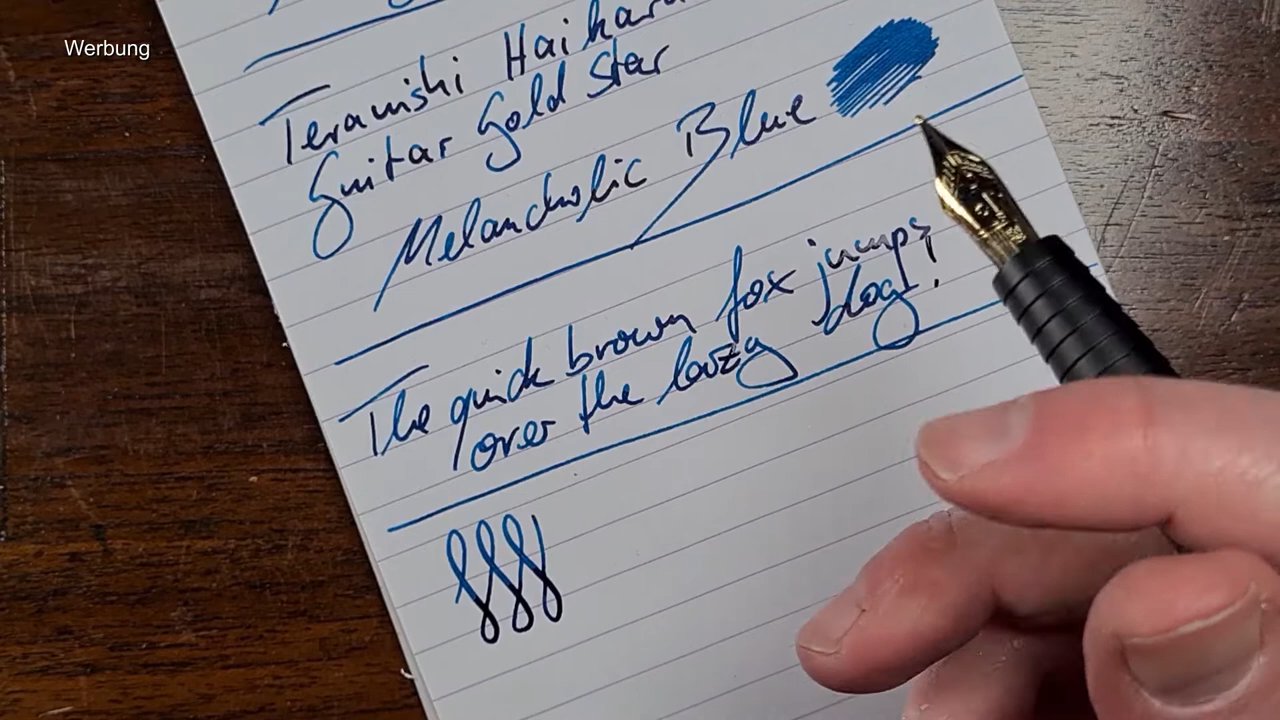 Werbung
Teranishi Haikara
Guitar Gold Star
Melancholic Blue
The quick brown fox jumps
over the lazy dog!